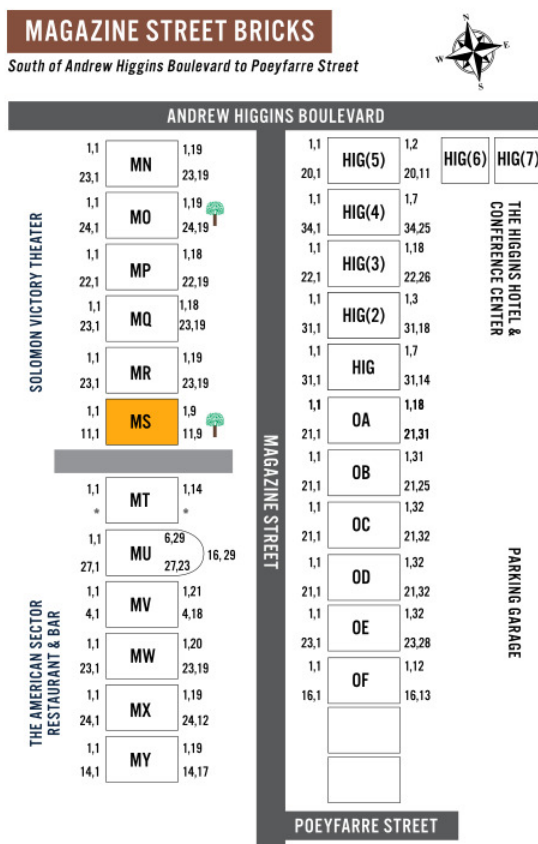 MAGAZINE STREET BRICKS
South of Andrew Higgins Boulevard to Poeyfarre Street
N
W E
S
ANDREW HIGGINS BOULEVARD
1,1 MN 1,19
23,1 23,19
1,1 MO 1,19
24,1 24,19
1,1 MP 1,18
22,1 22,19
1,1 MQ 1,18
23,1 23,19
1,1 MR 1,19
23,1 23,19
1,1 MS 1,9
11,1 11,9
1,1 MT 1,14
* *
1,1 MU 6,29
16, 29
27,1 27,23
1,1 MV 1,21
4,1 4,18
1,1 MW 1,20
23,1 23,19
1,1 MX 1,19
24,1 24,12
1,1 MY 1,19
14,1 14,17
SOLOMON VICTORY THEATER
THE AMERICAN SECTOR
RESTAURANT & BAR
MAGAZINE STREET
1,1 HIG(5) 1,2
20,1 20,11
HIG(6) HIG(7)
1,1 HIG(4) 1,7
34,1 34,25
1,1 HIG(3) 1,18
22,1 22,26
1,1 HIG(2) 1,3
31,1 31,18
1,1 HIG 1,7
31,1 31,14
1,1 OA 1,18
21,1 21,31
1,1 OB 1,31
21,1 21,25
1,1 OC 1,32
21,1 21,32
1,1 OD 1,32
21,1 21,32
1,1 OE 1,32
23,1 23,28
1,1 OF 1,12
16,1 16,13
THE HIGGINS HOTEL &
CONFERENCE CENTER
PARKING GARAGE
POEYFARRE STREET